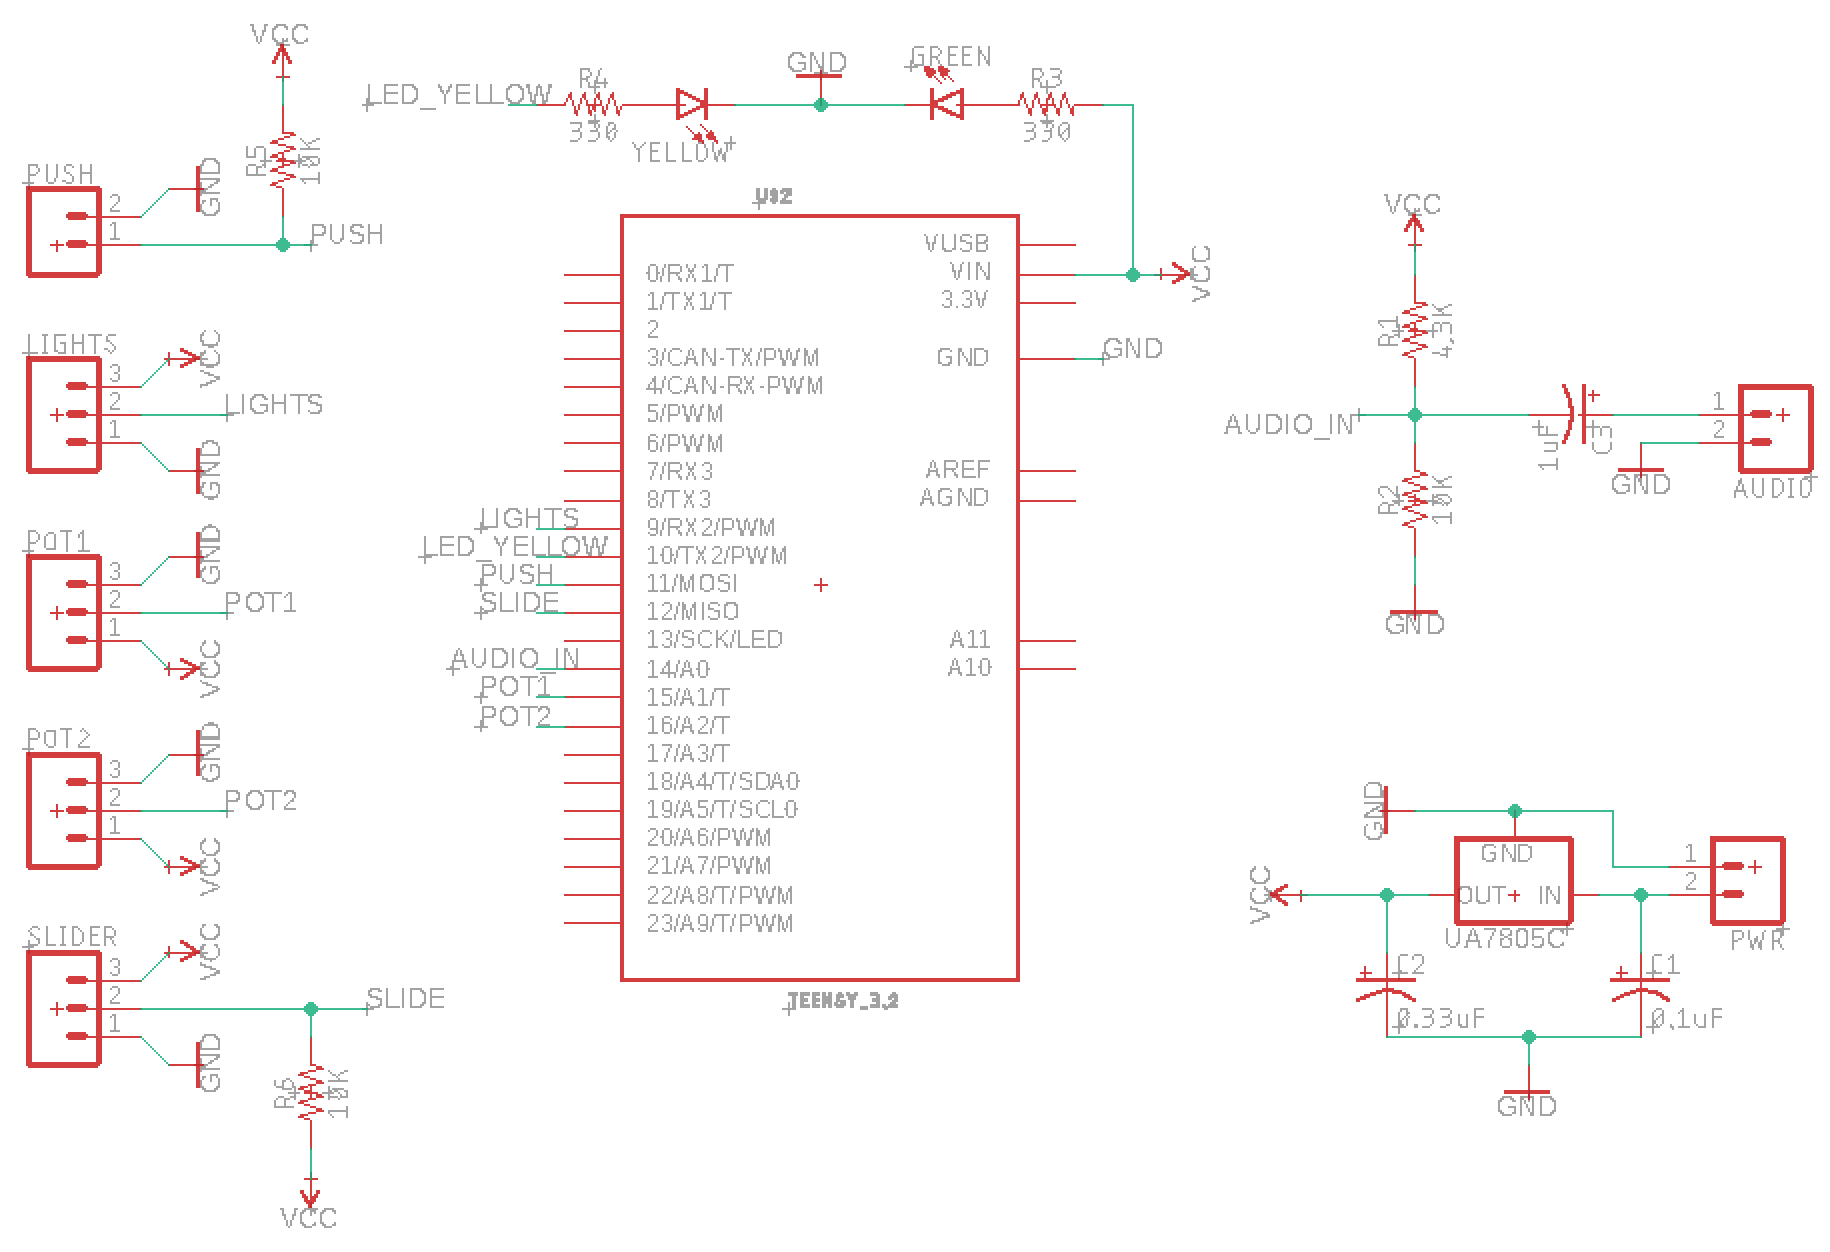 VCC
R5
10K
PUSH
2
1
GND
PUSH
LIGHTS
3
2
1
VCC
LIGHTS
GND
POT1
3
2
1
GND
POT1
VCC
POT2
3
2
1
GND
POT2
VCC
SLIDER
3
2
1
VCC
SLIDE
GND
R6
10K
VCC
LED_YELLOW
R4
330
YELLOW
GND
GREEN
R3
330
U$2
VUSB
VIN
3.3V
GND
AREF
AGND
A11
A10
VCC
GND
0/RX1/T
1/TX1/T
2
3/CAN-TX/PWM
4/CAN-RX-PWM
5/PWM
6/PWM
7/RX3
8/TX3
LIGHTS
9/RX2/PWM
LED_YELLOW
10/TX2/PWM
PUSH
11/MOSI
SLIDE
12/MISO
13/SCK/LED
AUDIO_IN
14/A0
POT1
15/A1/T
POT2
16/A2/T
17/A3/T
18/A4/T/SDA0
19/A5/T/SCL0
20/A6/PWM
21/A7/PWM
22/A8/T/PWM
23/A9/T/PWM
TEENSY_3.2
VCC
R1
4.3K
AUDIO_IN
R2
10K
GND
1uF
C3
1
2
GND
AUDIO
GND
GND
OUT
IN
UA7805C
VCC
1
2
PWR
C2
0.33uF
C1
0.1uF
GND